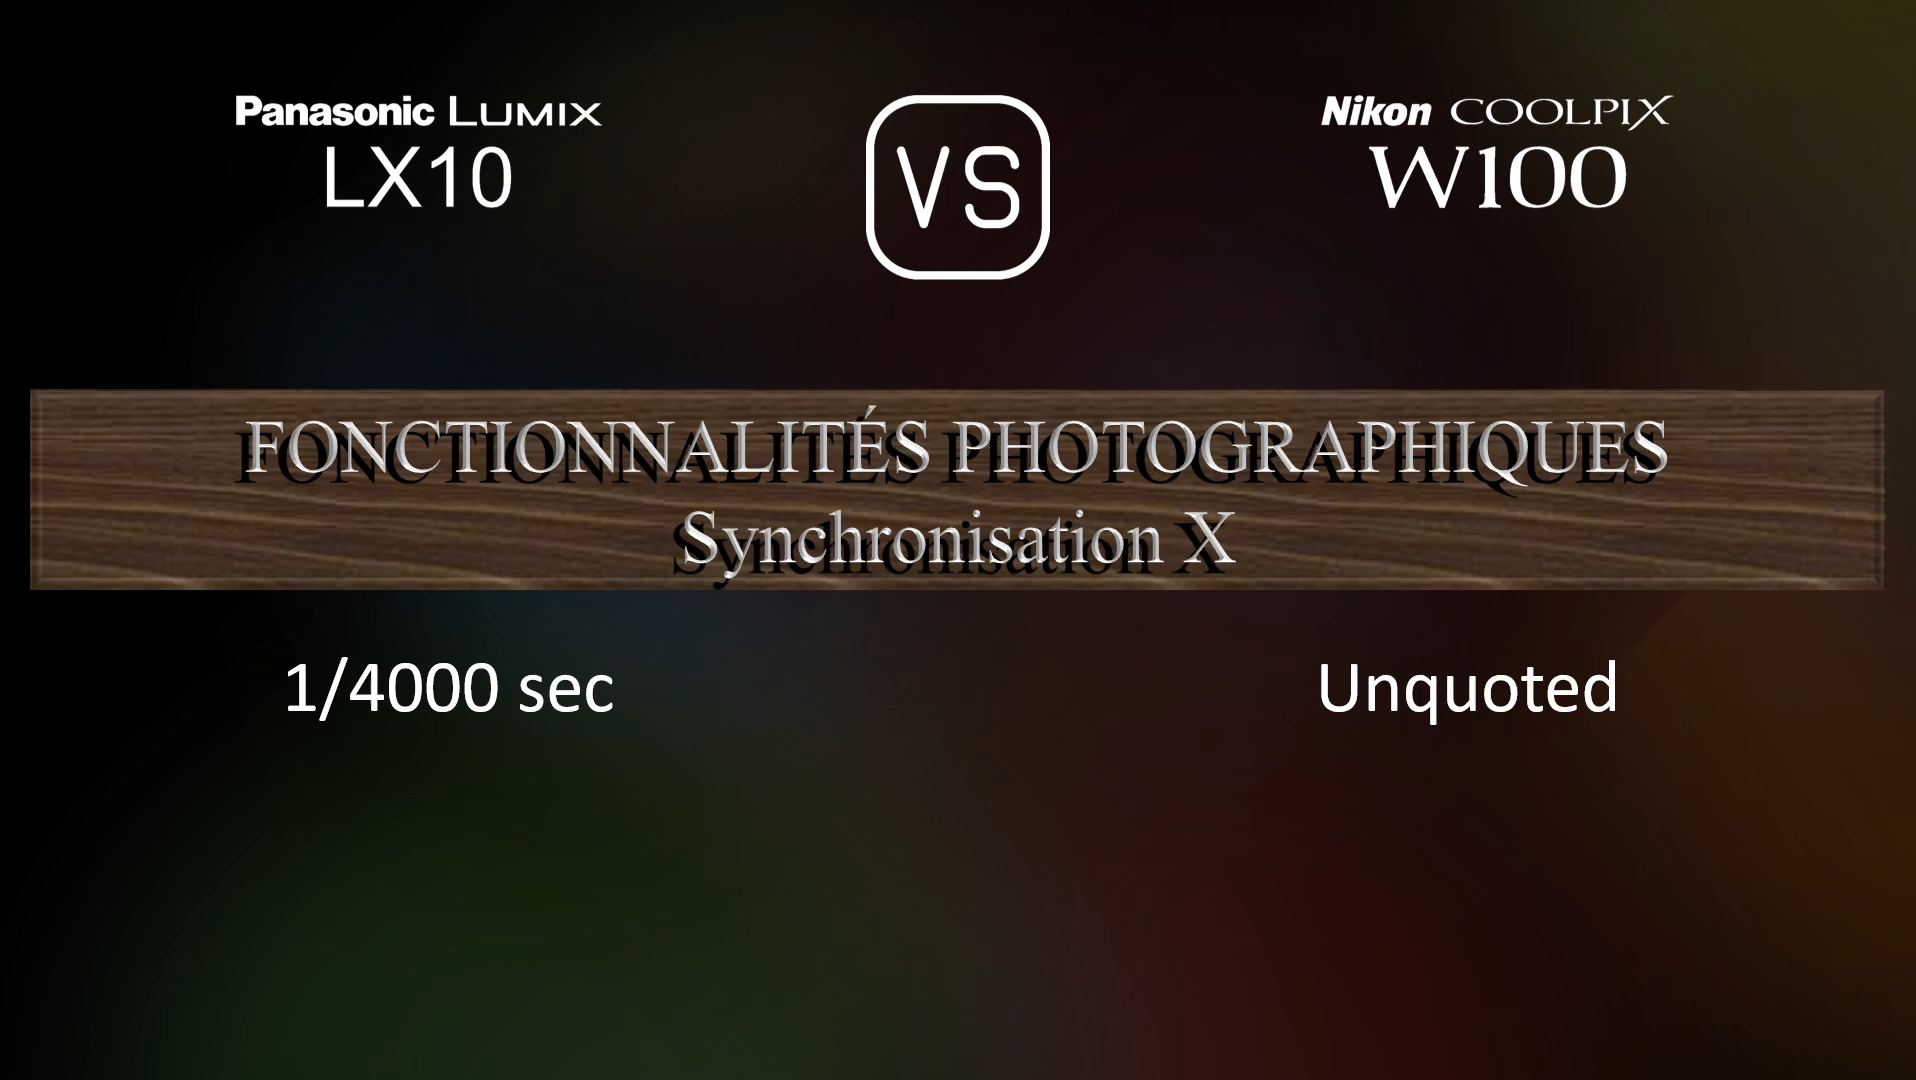 Panasonic LUMIX
LX10
VS
Nikon COOLPIX
W100
FONCTIONNALITÉS PHOTOGRAPHIQUES
Synchronisation X
1/4000 sec
Unquoted